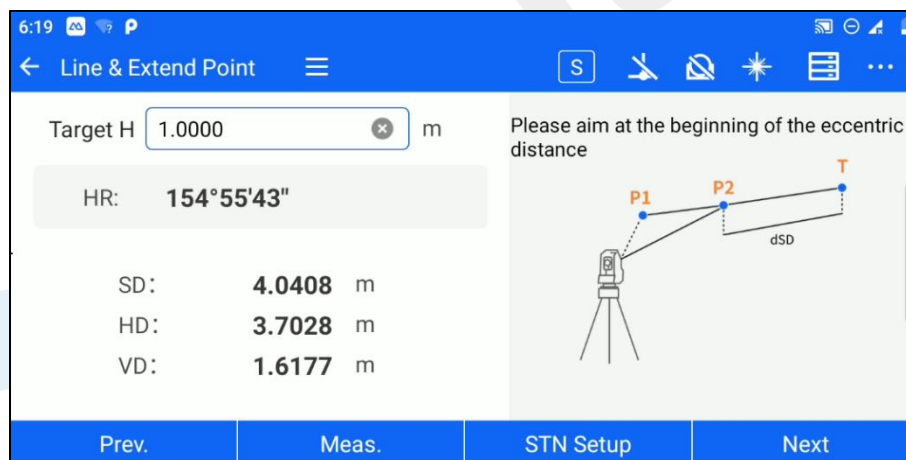 6:19
Line & Extend Point
S
Target H 1.0000 m
HR: 154°55'43"
SD: 4.0408 m
HD: 3.7028 m
VD: 1.6177 m
Please aim at the beginning of the eccentric
distance
P1
P2
T
dSD
Prev. Meas. STN Setup Next